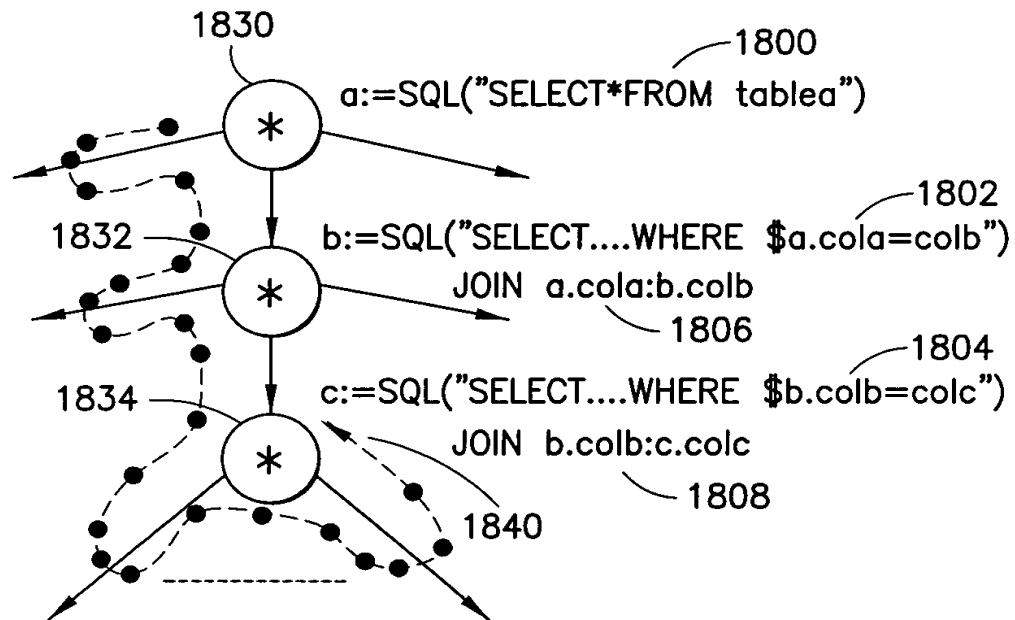 1830
1800
a:=SQL("SELECT*FROM tablea")
*
1802
1832
b:=SQL("SELECT....WHERE $a.cola=colb")
*
JOIN a.cola:b.colb
1806
1804
1834
c:=SQL("SELECT....WHERE $b.colb=colc")
*
JOIN b.colb:c.colc
1808
1840